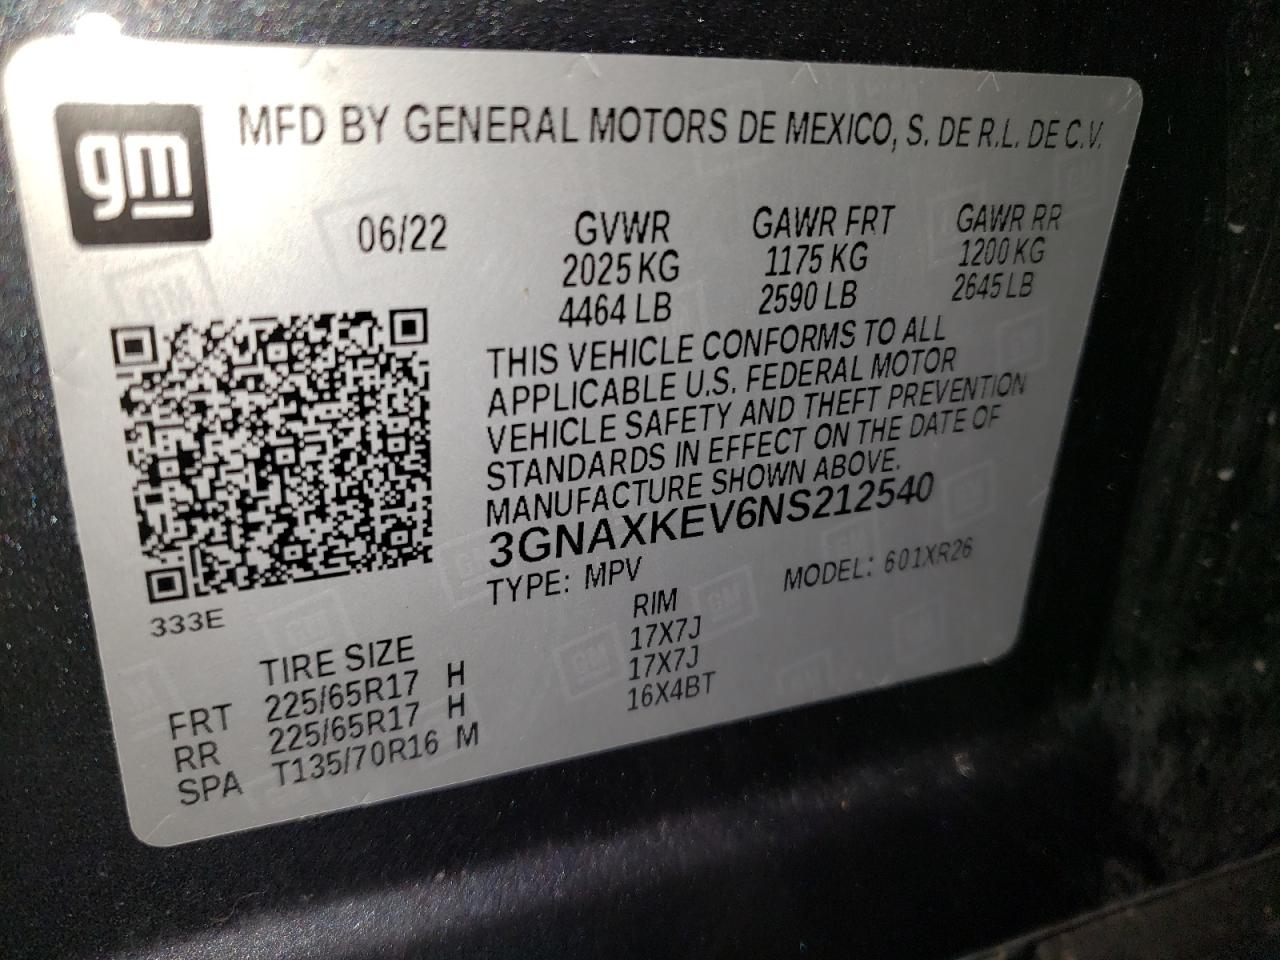 gm
MFD BY GENERAL MOTORS DE MEXICO, S. DE R.L. DE C.V.
06/22 GVWR GAWR FRT GAWR RR
2025 KG 1175 KG 1200 KG
4464 LB 2590 LB 2645 LB
THIS VEHICLE CONFORMS TO ALL
APPLICABLE U.S. FEDERAL MOTOR
VEHICLE SAFETY AND THEFT PREVENTION
STANDARDS IN EFFECT ON THE DATE OF
MANUFACTURE SHOWN ABOVE.
3GNAXKEV6NS212540
TYPE: MPV MODEL: 601XR26
333E
TIRE SIZE RIM
FRT 225/65R17 H 17X7J
RR 225/65R17 H 17X7J
SPA T135/70R16 M 16X4BT